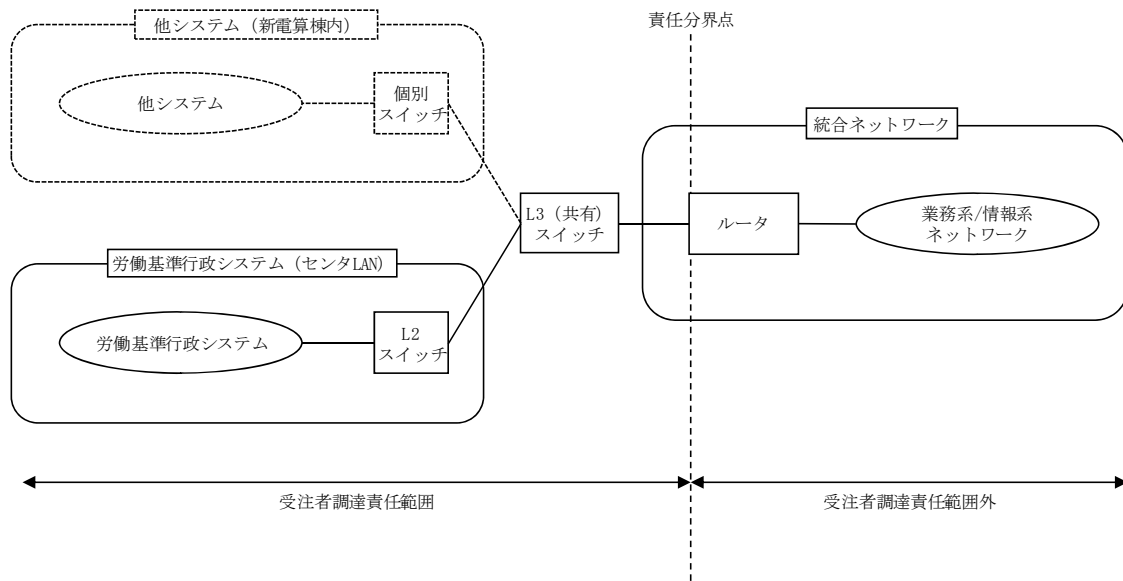 他システム（新電算棟内）
責任分界点
他システム
個別
スイッチ
統合ネットワーク
L3（共有）
スイッチ
ルータ
業務系/情報系
ネットワーク
労働基準行政システム（センタLAN）
労働基準行政システム
L2
スイッチ
受注者調達責任範囲
受注者調達責任範囲外